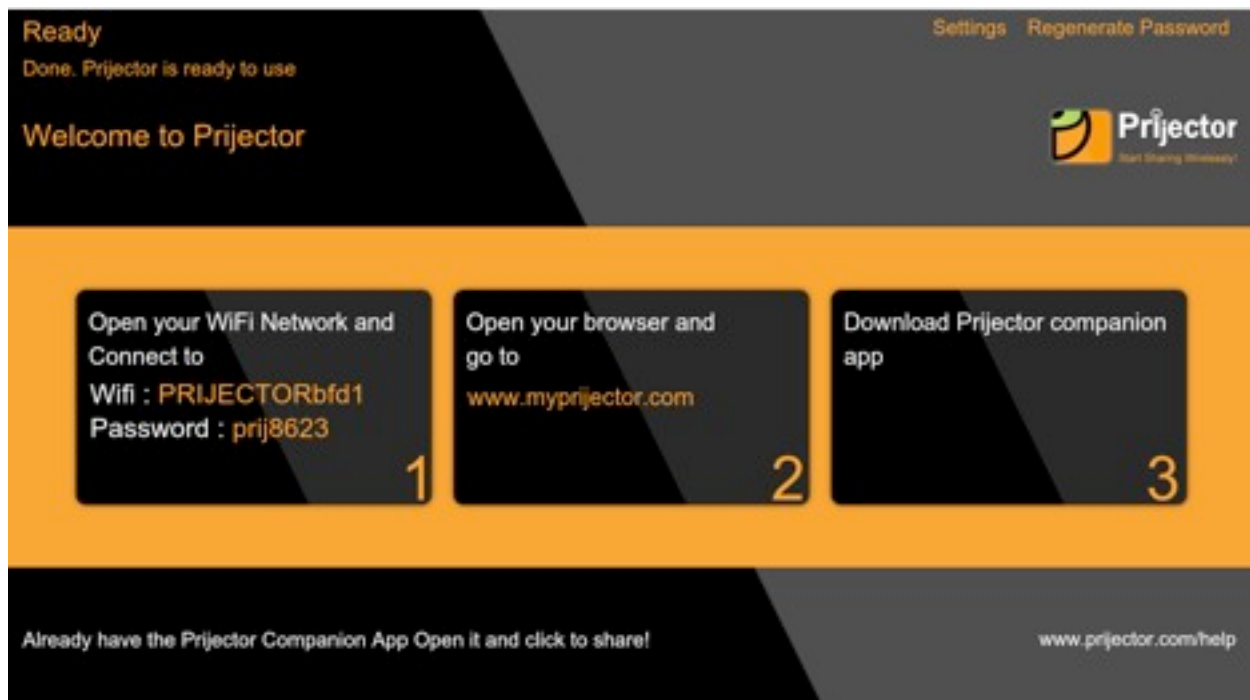 Ready
Settings Regenerate Password
Done. Prijector is ready to use
Welcome to Prijector
Prijector
Start Sharing Wirelessly!
Open your WiFi Network and
Connect to
Wifi : PRIJECTORbfd1
Password : prij8623
1
Open your browser and
go to
www.myprijector.com
2
Download Prijector companion
app
3
Already have the Prijector Companion App Open it and click to share!
www.prijector.com/help